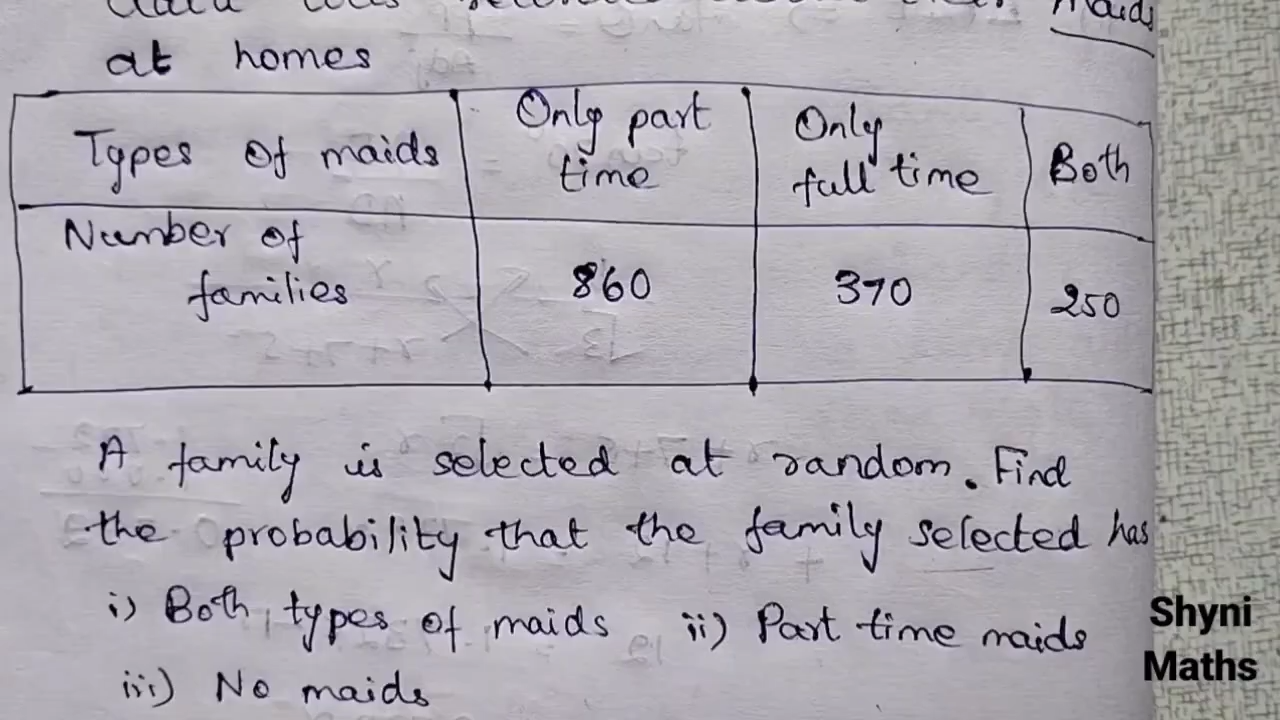 maids
at homes
Types of maids Only part time Only full time Both
Number of families 860 370 250
A family is selected at random. Find
the probability that the family selected has
i) Both types of maids ii) Part time maids
iii) No maids
Shyni
Maths